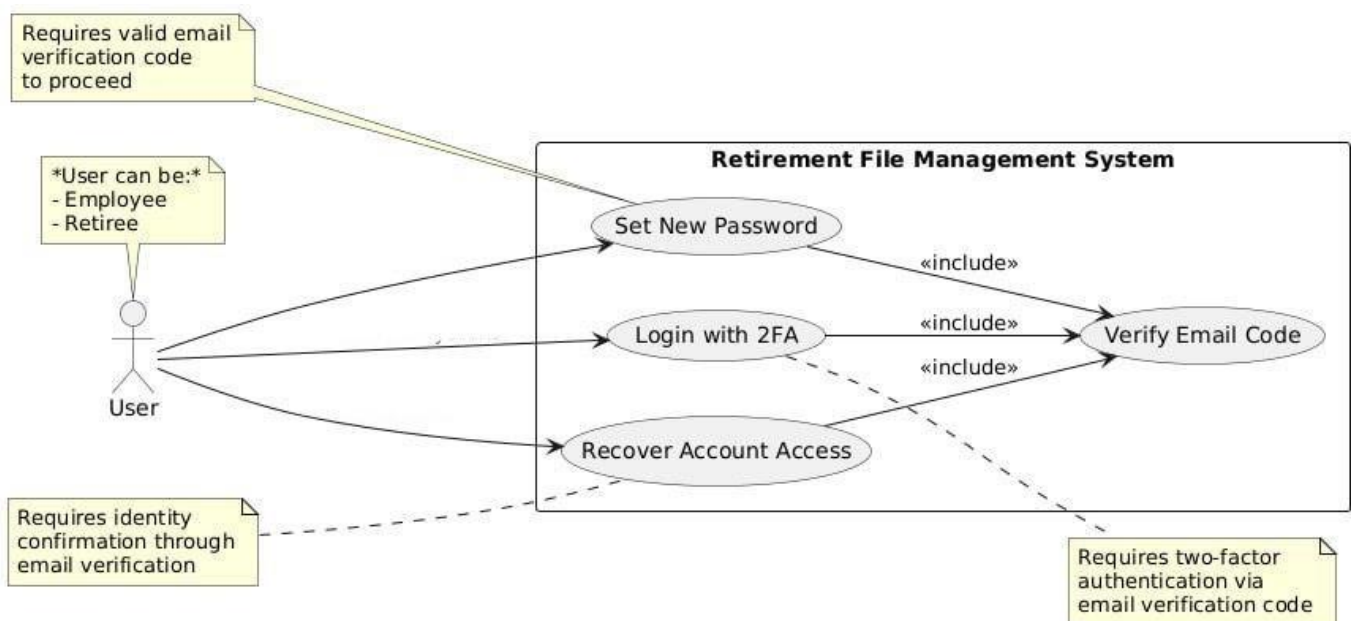 Requires valid email
verification code
to proceed
*User can be:*
- Employee
- Retiree
User
Retirement File Management System
Set New Password
«include»
Login with 2FA
«include»
Verify Email Code
«include»
Recover Account Access
Requires identity
confirmation through
email verification
Requires two-factor
authentication via
email verification code